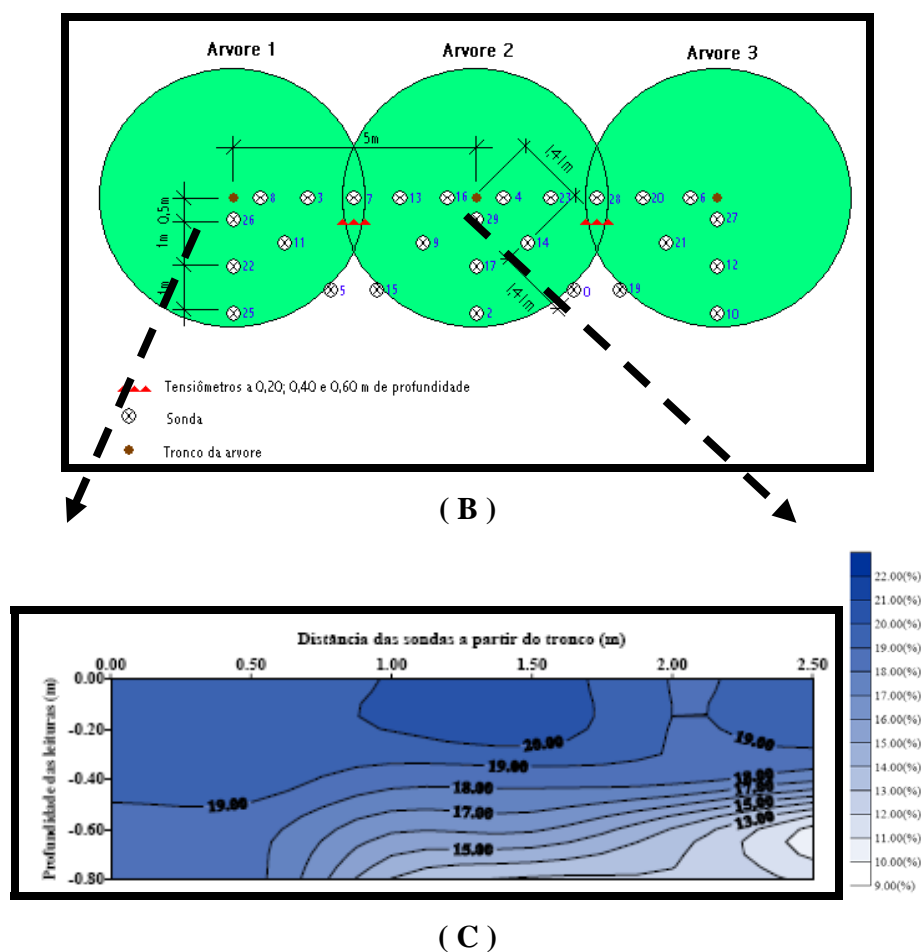 Arvore 1 Arvore 2 Arvore 3
5m
1,41m
0,5m
8 3 7 13 16 4 23 28 20 6
26 29 27
1m
11 9 14 21
22 17 12
1m
1,41m
5 15 0 19
25 2 10
Tensiômetros a 0,20; 0,40 e 0,60 m de profundidade
Sonda
Tronco da arvore
( B )
Distância das sondas a partir do tronco (m)
0.00 0.50 1.00 1.50 2.00 2.50
Profundidade das leituras (m)
0.00
-0.20
-0.40
-0.60
-0.80
20.00
19.00
19.00
19.00
18.00
18.00
17.00
17.00
15.00
15.00
13.00
22.00(%)
21.00(%)
20.00(%)
19.00(%)
18.00(%)
17.00(%)
16.00(%)
15.00(%)
14.00(%)
13.00(%)
12.00(%)
11.00(%)
10.00(%)
9.00(%)
( C )